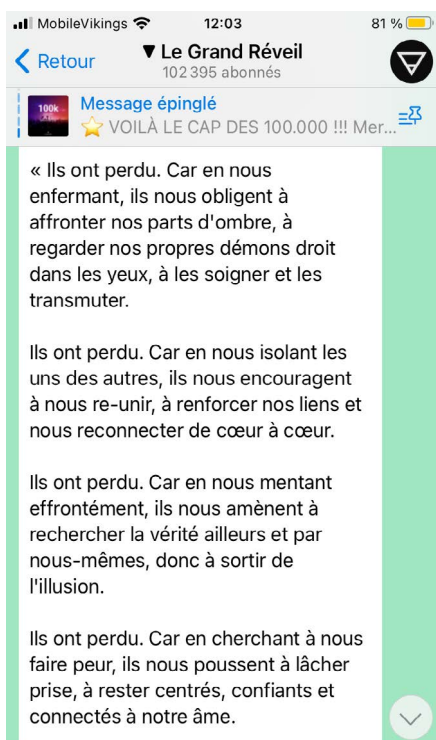 MobileVikings 12:03 81 %
Retour ▼ Le Grand Réveil
102 395 abonnés
100k
Message épinglé
⭐ VOILÀ LE CAP DES 100.000 !!! Mer...
« Ils ont perdu. Car en nous
enfermant, ils nous obligent à
affronter nos parts d'ombre, à
regarder nos propres démons droit
dans les yeux, à les soigner et les
transmuter.
Ils ont perdu. Car en nous isolant les
uns des autres, ils nous encouragent
à nous re-unir, à renforcer nos liens et
nous reconnecter de cœur à cœur.
Ils ont perdu. Car en nous mentant
effrontément, ils nous amènent à
rechercher la vérité ailleurs et par
nous-mêmes, donc à sortir de
l'illusion.
Ils ont perdu. Car en cherchant à nous
faire peur, ils nous poussent à lâcher
prise, à rester centrés, confiants et
connectés à notre âme.